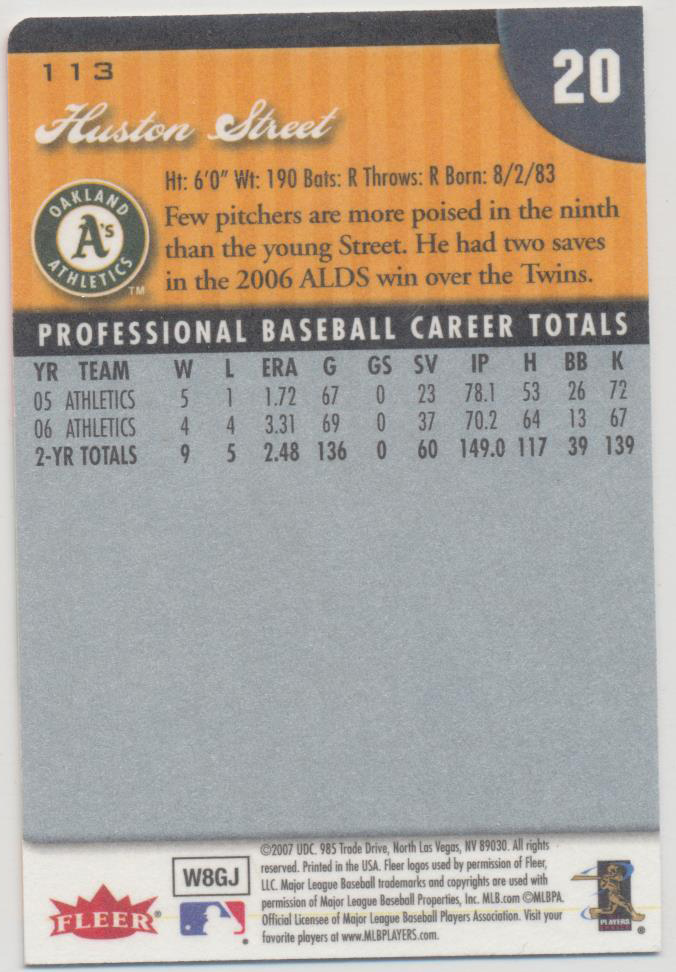 113
20
Huston Street
Ht: 6'0" Wt: 190 Bats: R Throws: R Born: 8/2/83
OAKLAND
A's
ATHLETICS
TM
Few pitchers are more poised in the ninth
than the young Street. He had two saves
in the 2006 ALDS win over the Twins.
PROFESSIONAL BASEBALL CAREER TOTALS
YR TEAM W L ERA G GS SV IP H BB K
05 ATHLETICS 5 1 1.72 67 0 23 78.1 53 26 72
06 ATHLETICS 4 4 3.31 69 0 37 70.2 64 13 67
2-YR TOTALS 9 5 2.48 136 0 60 149.0 117 39 139
W8GJ
FLEER®
©2007 UDC. 985 Trade Drive, North Las Vegas, NV 89030. All rights
reserved. Printed in the USA. Fleer logos used by permission of Fleer,
LLC. Major League Baseball trademarks and copyrights are used with
permission of Major League Baseball Properties, Inc. MLB.com ©MLBPA.
Official Licensee of Major League Baseball Players Association. Visit your
favorite players at www.MLBPLAYERS.com.
PLAYERS
®